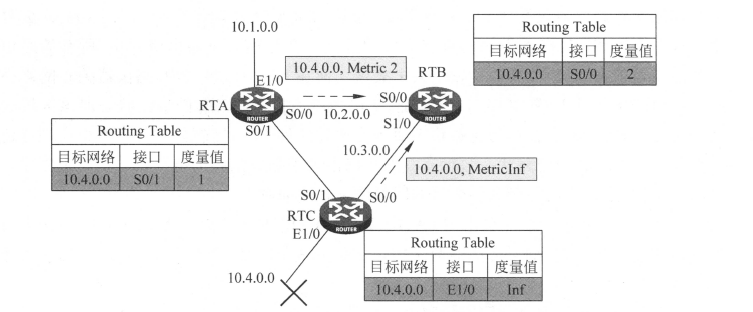 10.1.0.0
E1/0
RTA
S0/0
S0/1
ROUTER
10.4.0.0, Metric 2
10.2.0.0
RTB
S0/0
S1/0
ROUTER
Routing Table
目标网络 接口 度量值
10.4.0.0 S0/0 2
Routing Table
目标网络 接口 度量值
10.4.0.0 S0/1 1
10.3.0.0
10.4.0.0, MetricInf
S0/1
S0/0
RTC
E1/0
ROUTER
10.4.0.0
Routing Table
目标网络 接口 度量值
10.4.0.0 E1/0 Inf